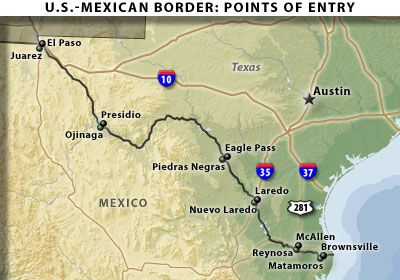 U.S.-MEXICAN BORDER: POINTS OF ENTRY
El Paso
Juarez
Texas
10
Austin
Presidio
Ojinaga
Eagle Pass
Piedras Negras
35
37
Laredo
MEXICO
281
Nuevo Laredo
McAllen
Brownsville
Reynosa
Matamoros